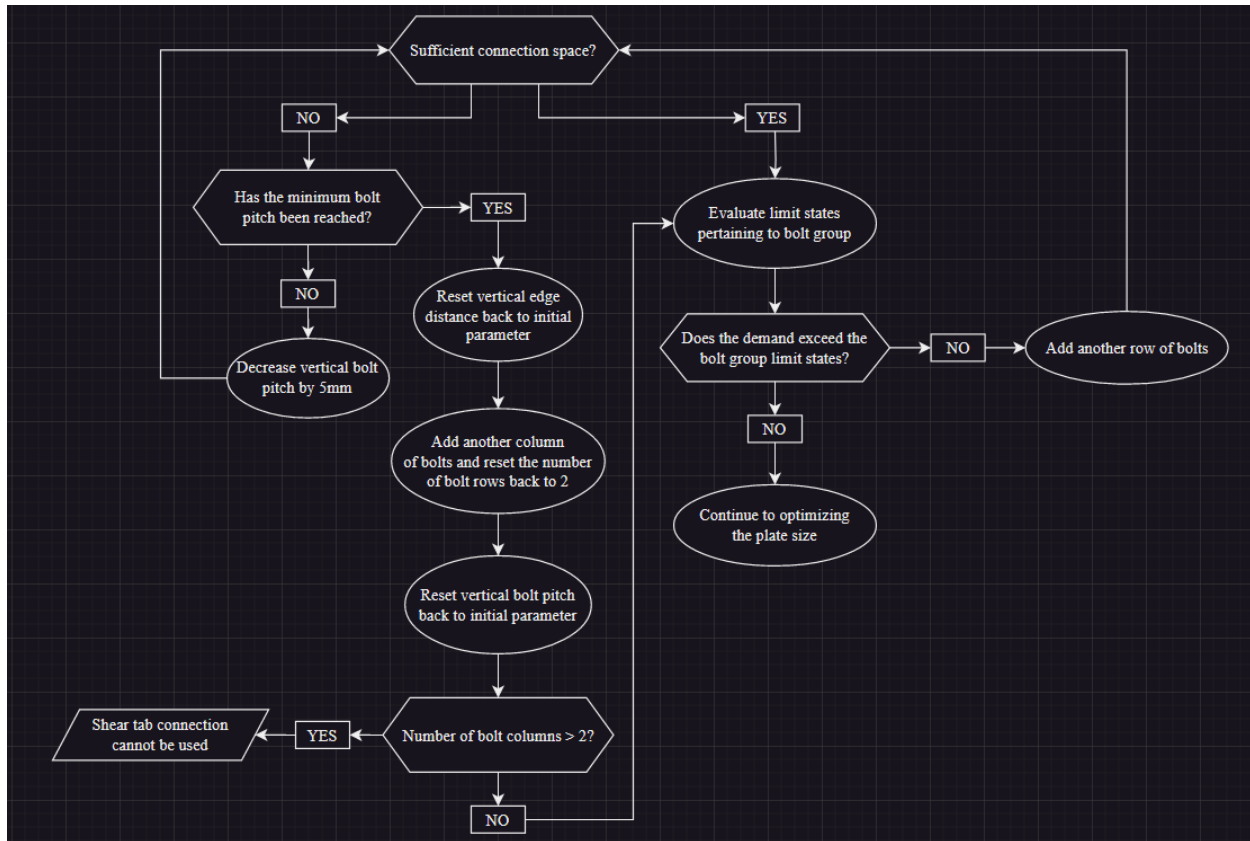 Sufficient connection space?
NO
YES
Has the minimum bolt
pitch been reached?
YES
Evaluate limit states
pertaining to bolt group
NO
Reset vertical edge
distance back to initial
parameter
Does the demand exceed the
bolt group limit states?
NO
Add another row of bolts
Decrease vertical bolt
pitch by 5mm
NO
Add another column
of bolts and reset the number
of bolt rows back to 2
Continue to optimizing
the plate size
Reset vertical bolt pitch
back to initial parameter
Shear tab connection
cannot be used
YES
Number of bolt columns > 2?
NO